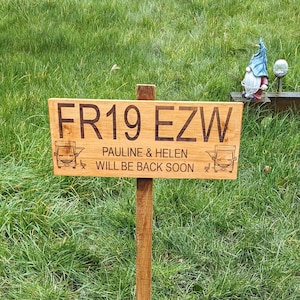 FR19 EZW
PAULINE & HELEN
WILL BE BACK SOON